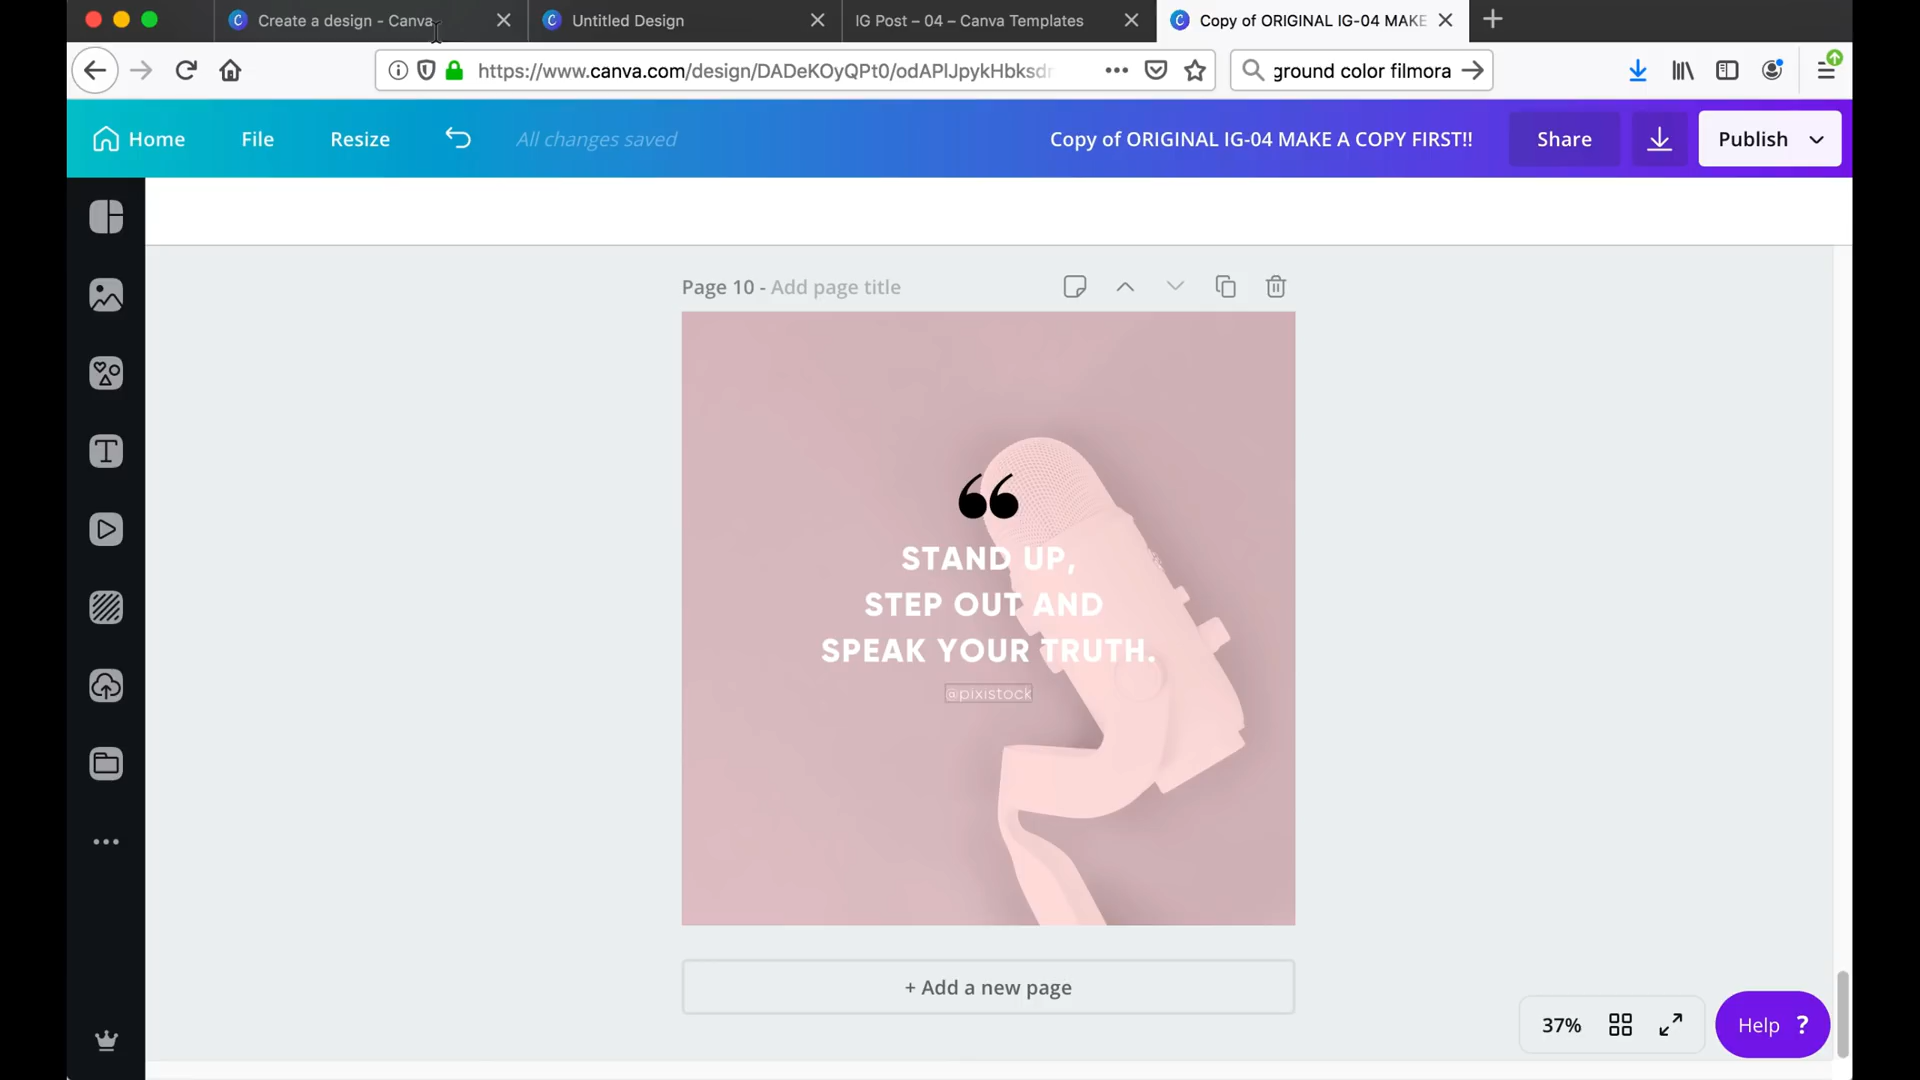 Create a design - Canva
Untitled Design
IG Post – 04 – Canva Templates
Copy of ORIGINAL IG-04 MAKE
https://www.canva.com/design/DADeKOyQPt0/odAPlJpykHbksdr
ground color filmora
Home
File
Resize
All changes saved
Copy of ORIGINAL IG-04 MAKE A COPY FIRST!!
Share
Publish
Page 10 - Add page title
STAND UP,
STEP OUT AND
SPEAK YOUR TRUTH.
@pixistock
+ Add a new page
37%
Help ?